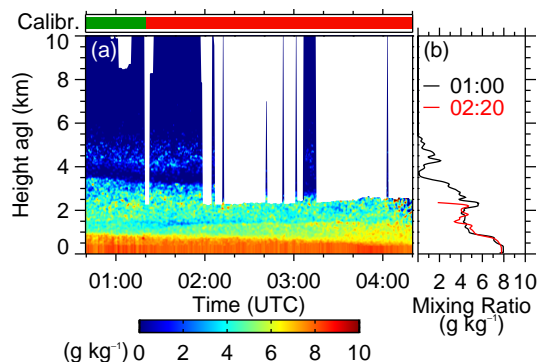 Calibr.
(a)
(b)
10
8
6
4
2
0
Height agl (km)
01:00
02:20
01:00 02:00 03:00 04:00
2 4 6 8 10
Time (UTC)
Mixing Ratio
(g kg⁻¹)
(g kg⁻¹)
0 2 4 6 8 10